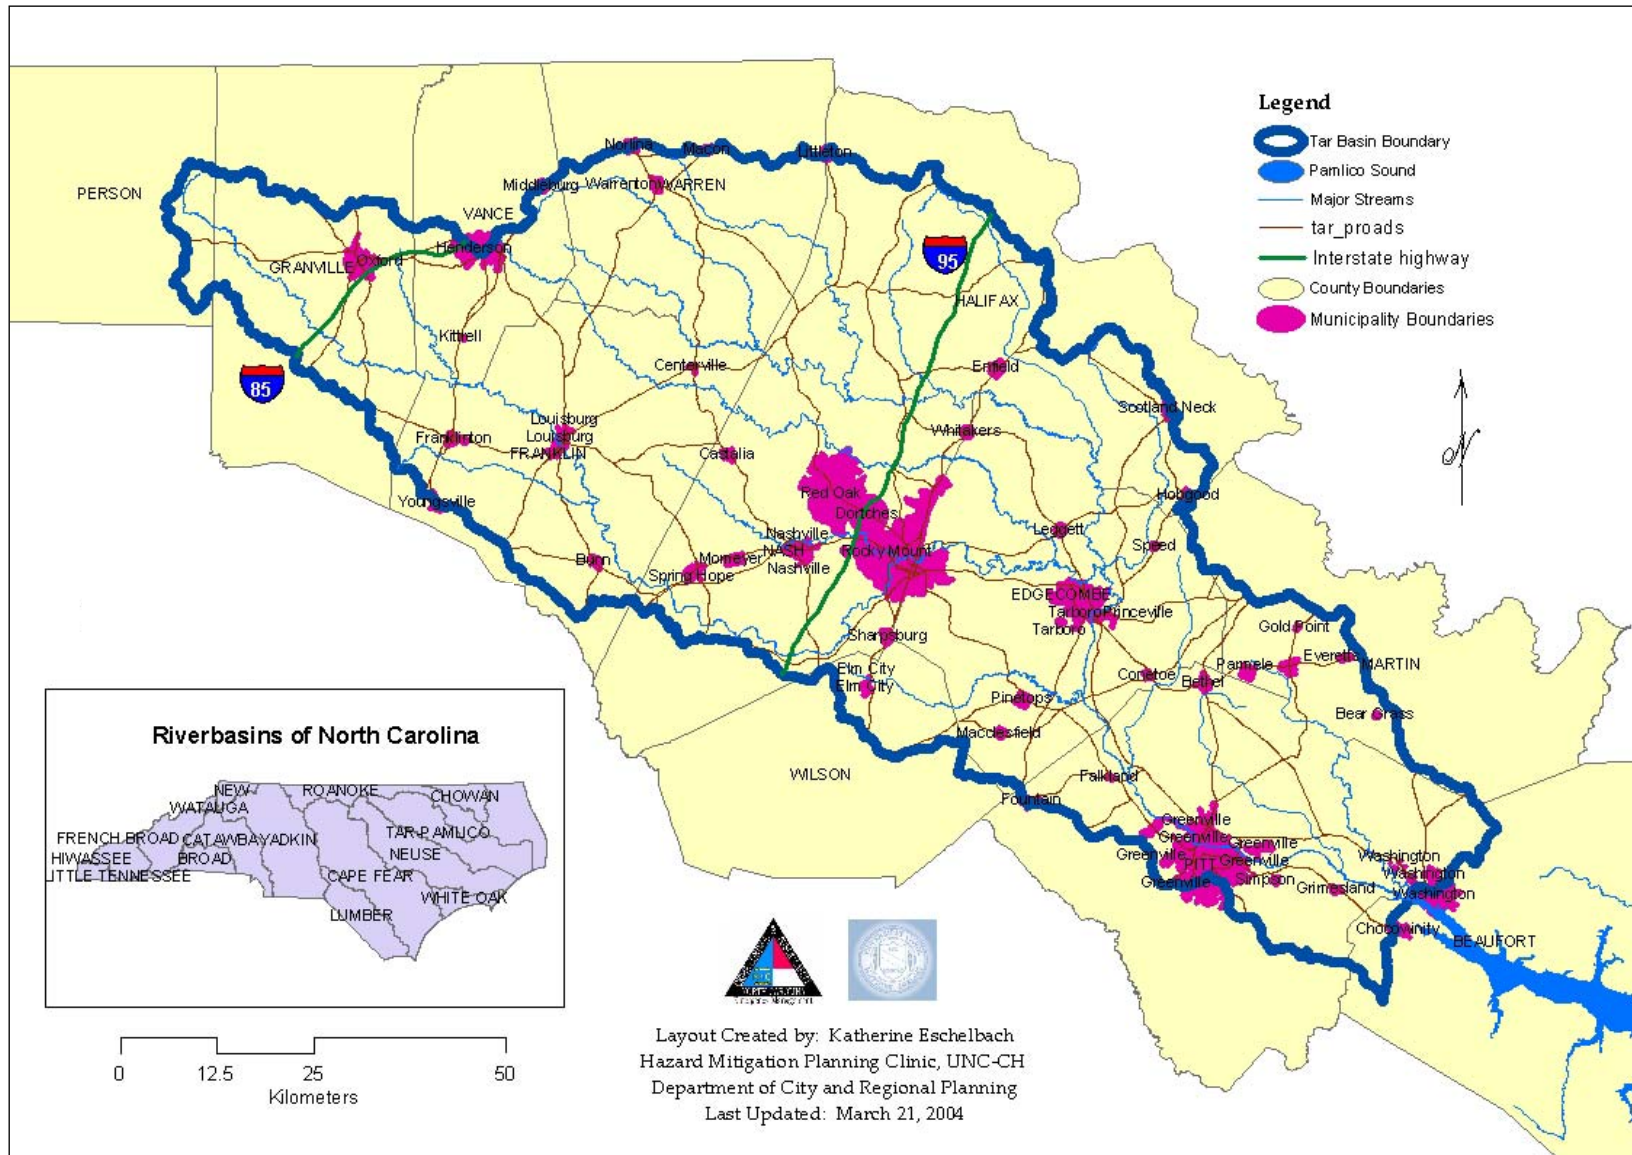 Legend
Tar Basin Boundary
Pamlico Sound
Major Streams
tar_proads
Interstate highway
County Boundaries
Municipality Boundaries
N
PERSON
VANCE
GRANVILLE
Oxford
Henderson
Middleburg
Norlina
Macon
Warrenton
WARREN
Littleton
95
HALIFAX
85
Kittrell
Centerville
Enfield
Scotland Neck
Louisburg
Louisburg
FRANKLIN
Franklinton
Whitakers
Castalia
Youngsville
Red Oak
Dortches
Hobgood
Leggett
Speed
Nashville
NASH
Nashville
Rocky Mount
Momeyer
Spring Hope
Bunn
EDGECOMBE
Tarboro
Princeville
Tarboro
Sharpsburg
Gold Point
Everetts
MARTIN
Parmele
Conetoe
Bethel
Elm City
Elm City
Pinetops
Bear Grass
Macclesfield
WILSON
Falkland
Fountain
Greenville
Greenville
Greenville
Greenville
PITT
Greenville
Greenville
Simpson
Grimesland
Washington
Washington
Washington
Chocowinity
BEAUFORT
Riverbasins of North Carolina
NEW
WATAUGA
ROANOKE
CHOWAN
FRENCH BROAD
CATAWBA
YADKIN
TAR-PAMLICO
HIWASSEE
BROAD
NEUSE
LITTLE TENNESSEE
CAPE FEAR
WHITE OAK
LUMBER
0 12.5 25 50
Kilometers
Layout Created by: Katherine Eschelbach
Hazard Mitigation Planning Clinic, UNC-CH
Department of City and Regional Planning
Last Updated: March 21, 2004